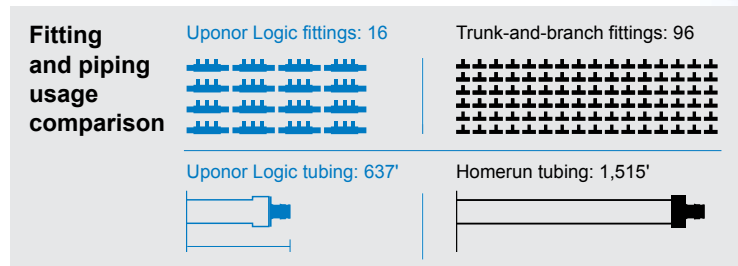 Fitting
and piping
usage
comparison
Uponor Logic fittings: 16
Trunk-and-branch fittings: 96
Uponor Logic tubing: 637'
Homerun tubing: 1,515'